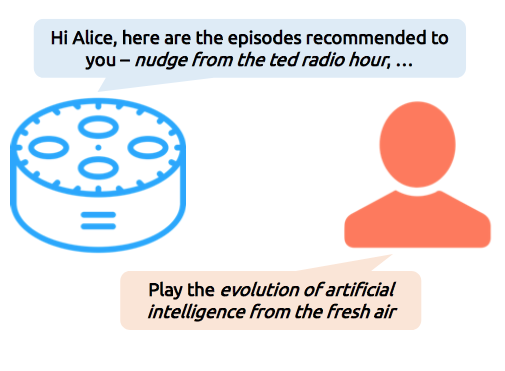 Hi Alice, here are the episodes recommended to
you – nudge from the ted radio hour, ...
Play the evolution of artificial
intelligence from the fresh air